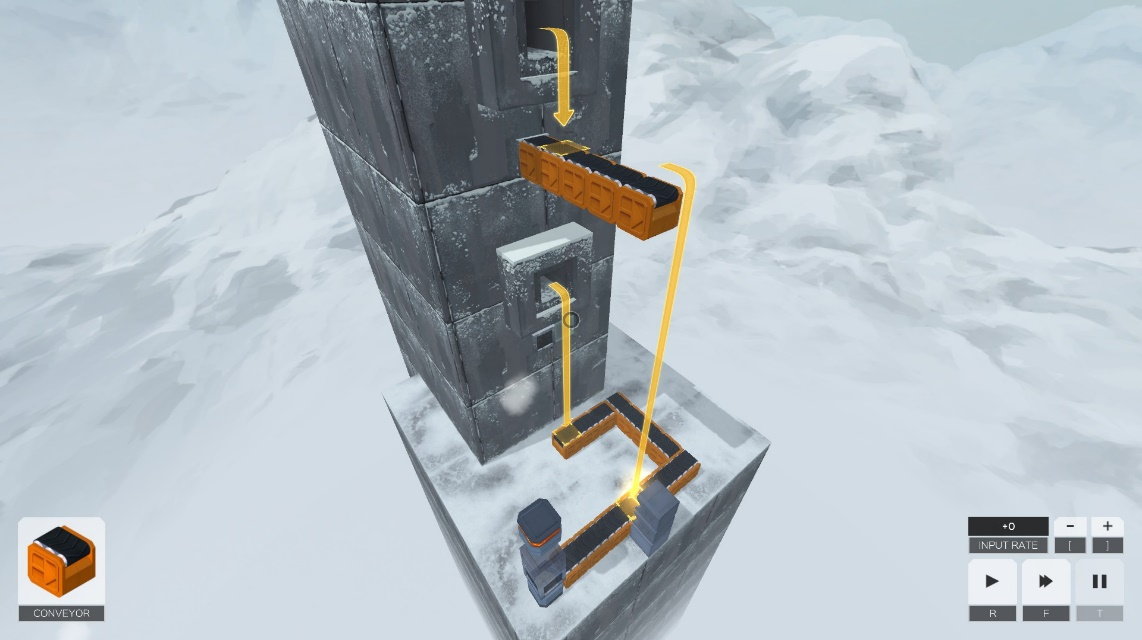 CONVEYOR
+0
INPUT RATE
-
+
[
]
R
F
T